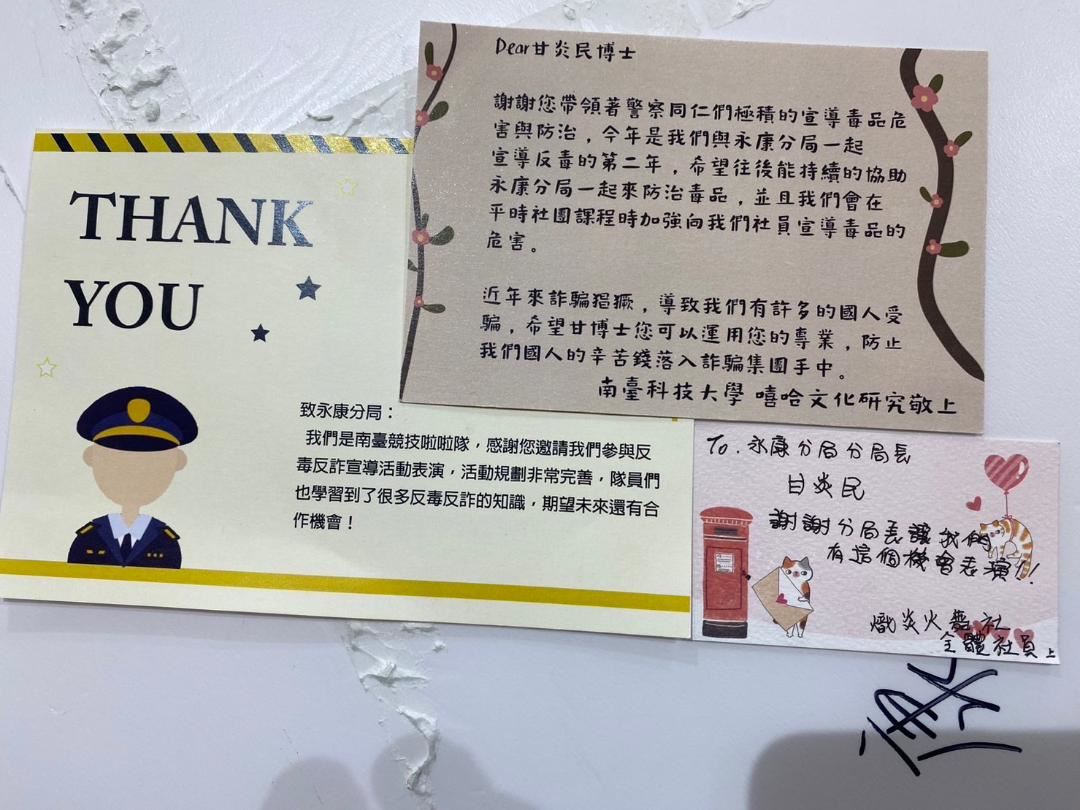 THANK
YOU
致永康分局：
我們是南臺競技啦啦隊，感謝您邀請我們參與反
毒反詐宣導活動表演，活動規劃非常完善，隊員們
也學習到了很多反毒反詐的知識，期望未來還有合
作機會！
Dear甘炎民博士
謝謝您帶領著警察同仁們極積的宣導毒品危
害與防治，今年是我們與永康分局一起
宣導反毒的第二年，希望往後能持續的協助
永康分局一起來防治毒品，並且我們會在
平時社團課程時加強向我們社員宣導毒品的
危害。
近年來詐騙猖獗，導致我們有許多的國人受
騙，希望甘博士您可以運用您的專業，防止
我們國人的辛苦錢落入詐騙集團手中。
南臺科技大學 嘻哈文化研究敬上
To. 永康分局分局長
甘炎民
謝謝分局長讓我們
有這個機會表演!!
熾炎火舞社
全體社員上